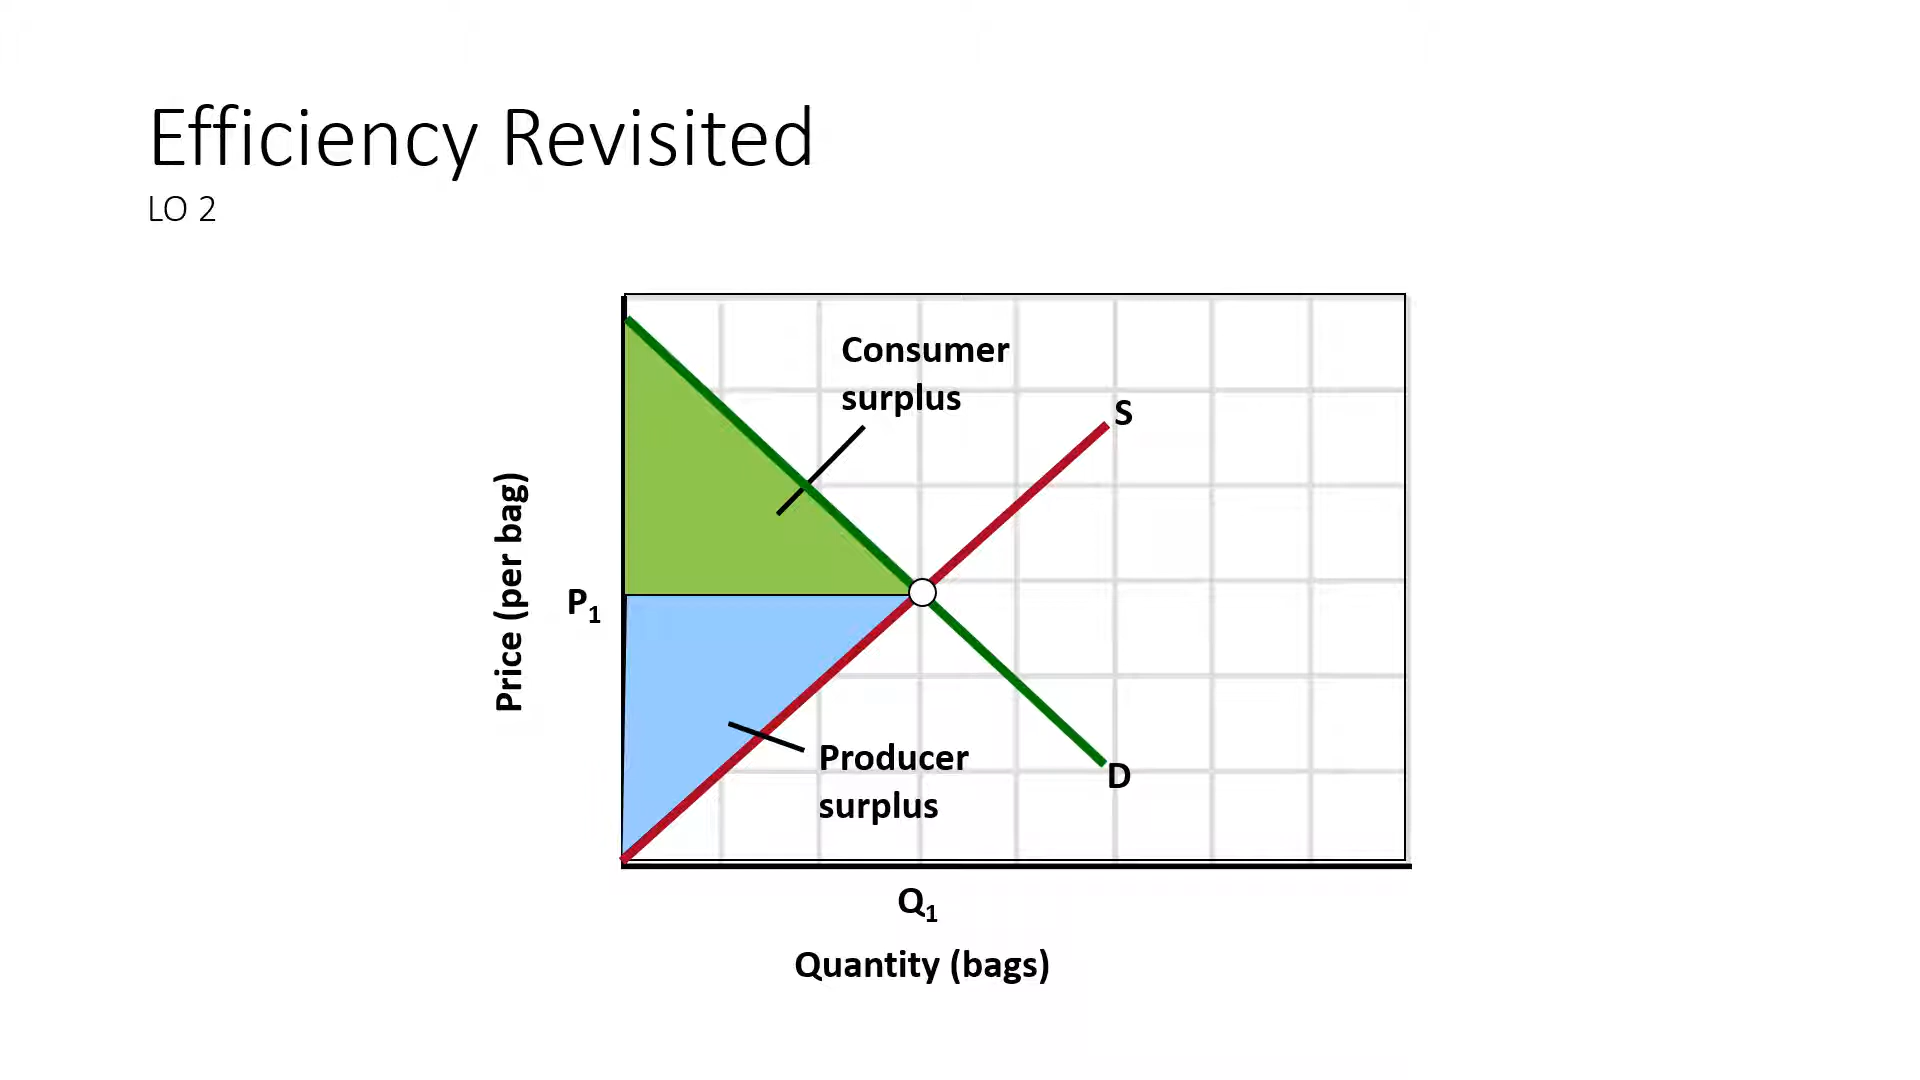 Efficiency Revisited
LO 2
Consumer
surplus
S
Price (per bag)
P1
Producer
surplus
D
Q1
Quantity (bags)